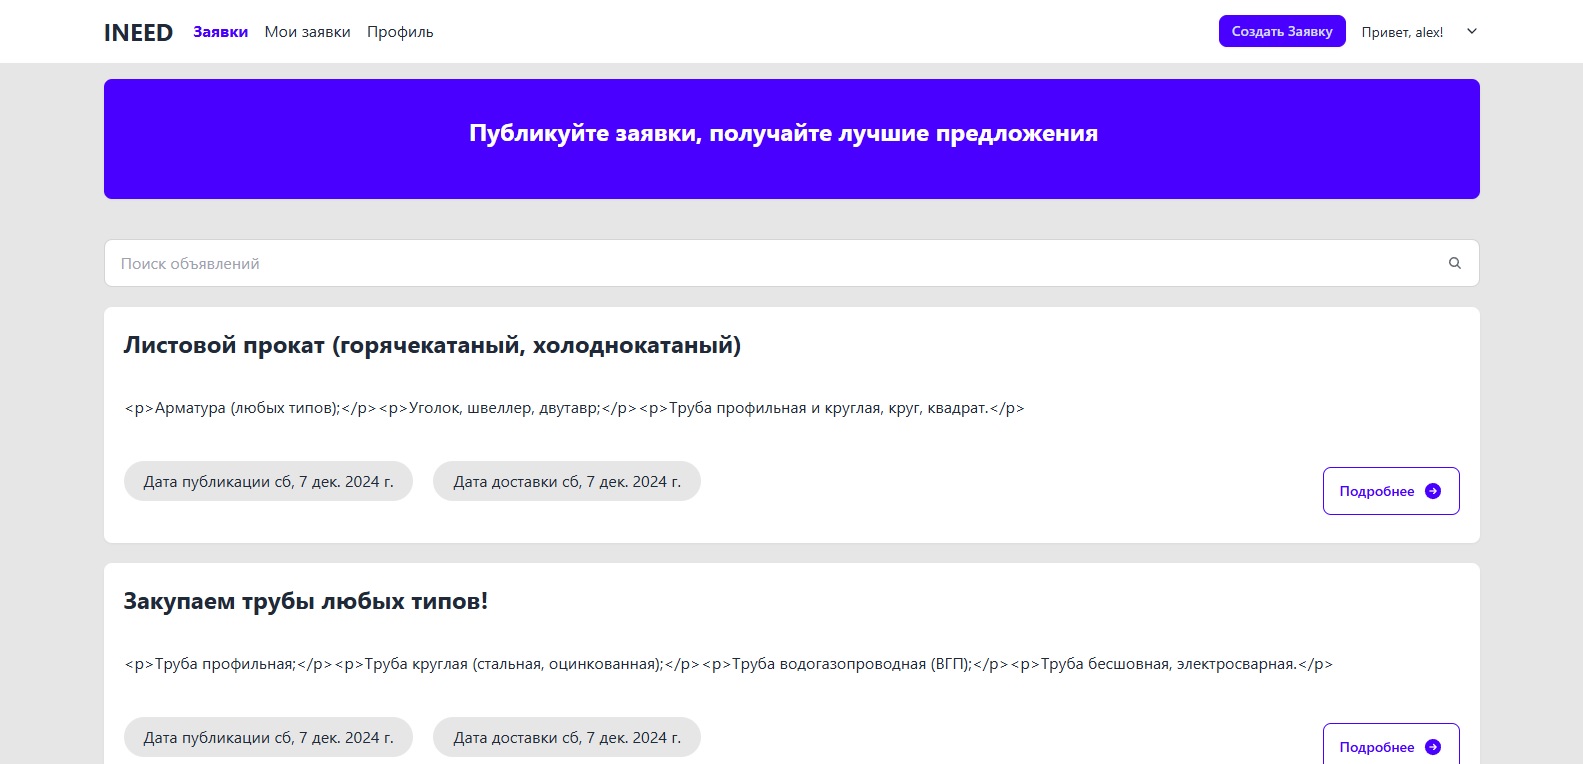 INEED Заявки Мои заявки Профиль Создать Заявку Привет, alex!
Публикуйте заявки, получайте лучшие предложения
Поиск объявлений
Листовой прокат (горячекатаный, холоднокатаный)
<p>Арматура (любых типов);</p><p>Уголок, швеллер, двутавр;</p><p>Труба профильная и круглая, круг, квадрат.</p>
Дата публикации сб, 7 дек. 2024 г. Дата доставки сб, 7 дек. 2024 г.
Подробнее
Закупаем трубы любых типов!
<p>Труба профильная;</p><p>Труба круглая (стальная, оцинкованная);</p><p>Труба водогазопроводная (ВГП);</p><p>Труба бесшовная, электросварная.</p>
Дата публикации сб, 7 дек. 2024 г. Дата доставки сб, 7 дек. 2024 г.
Подробнее